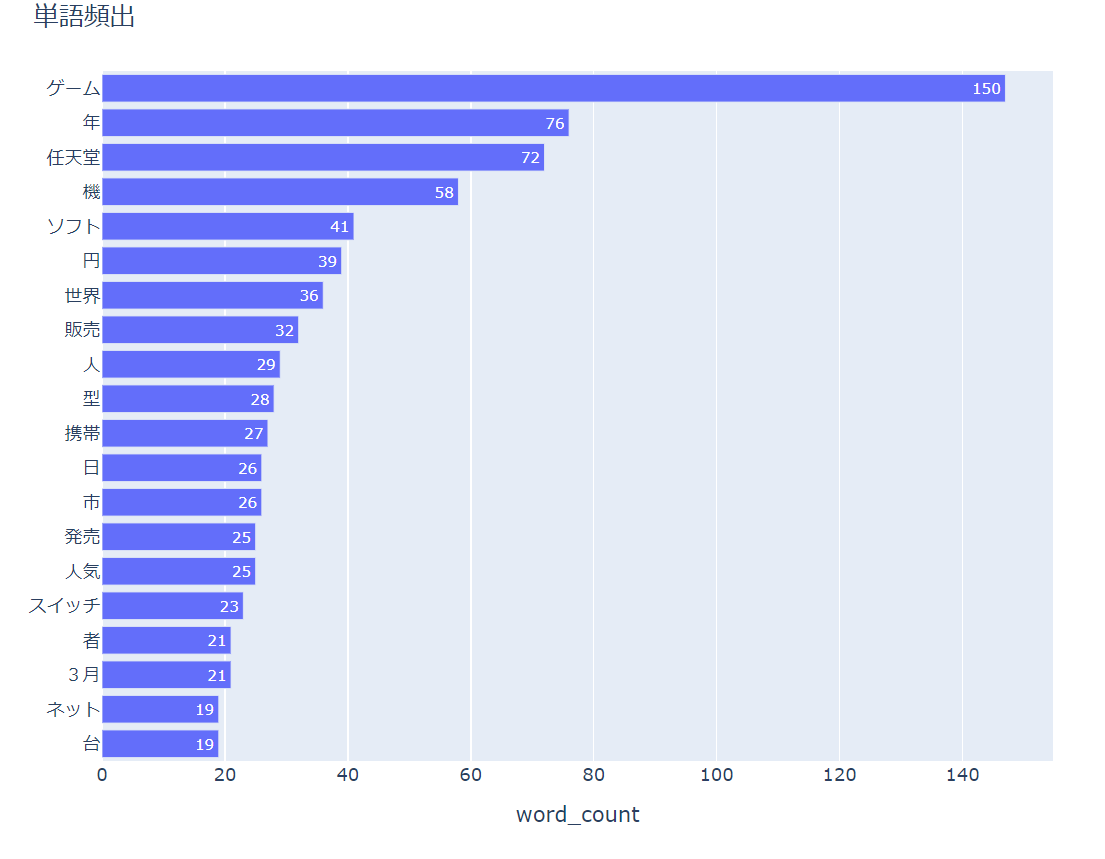 単語頻出
ゲーム 150
年 76
任天堂 72
機 58
ソフト 41
円 39
世界 36
販売 32
人 29
型 28
携帯 27
日 26
市 26
発売 25
人気 25
スイッチ 23
者 21
３月 21
ネット 19
台 19
0 20 40 60 80 100 120 140
word_count